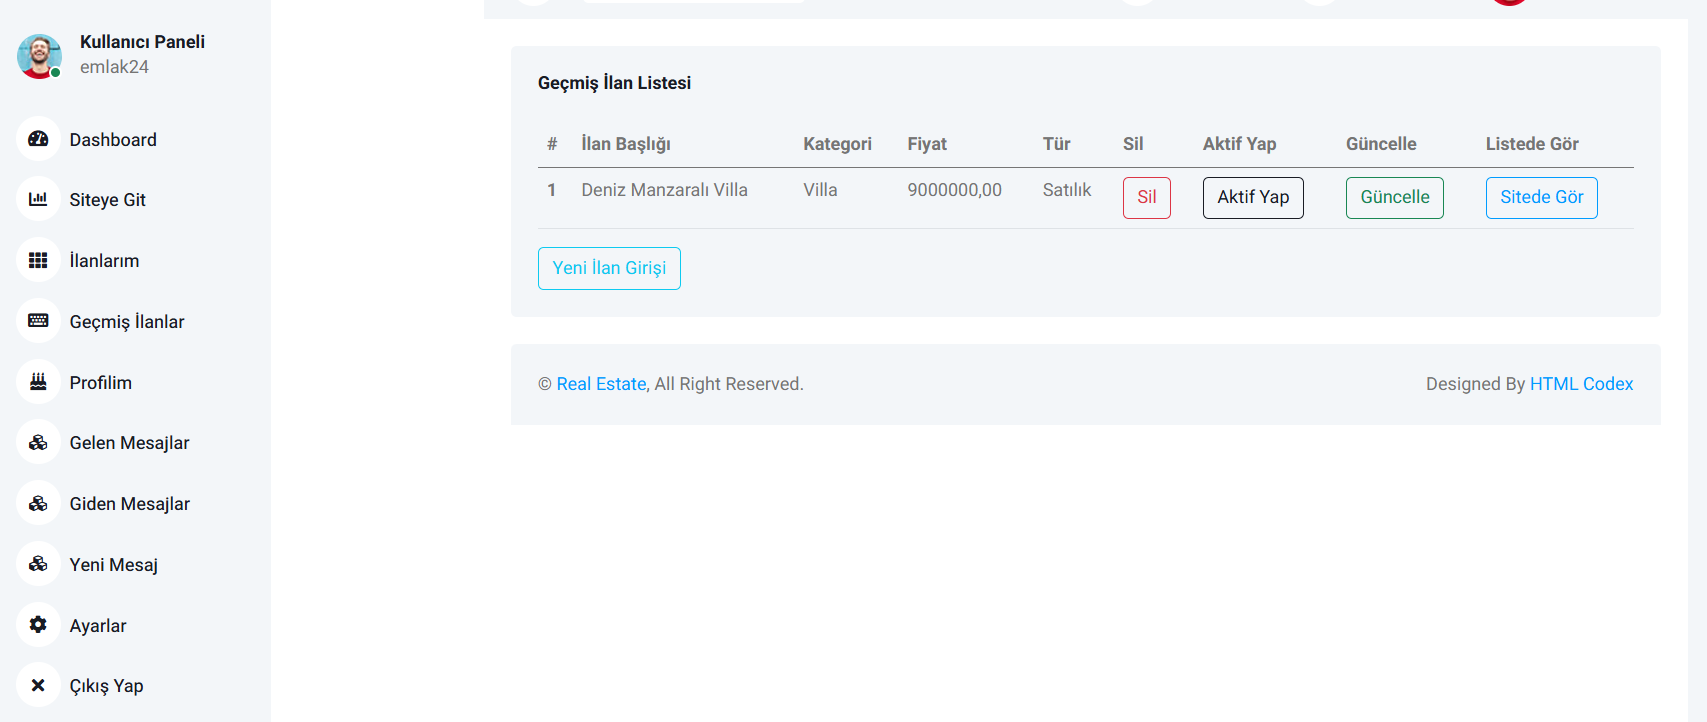 Kullanıcı Paneli
emlak24
Dashboard
Siteye Git
İlanlarım
Geçmiş İlanlar
Profilim
Gelen Mesajlar
Giden Mesajlar
Yeni Mesaj
Ayarlar
Çıkış Yap
Geçmiş İlan Listesi
# İlan Başlığı Kategori Fiyat Tür Sil Aktif Yap Güncelle Listede Gör
1 Deniz Manzaralı Villa Villa 9000000,00 Satılık Sil Aktif Yap Güncelle Sitede Gör
Yeni İlan Girişi
© Real Estate, All Right Reserved. Designed By HTML Codex